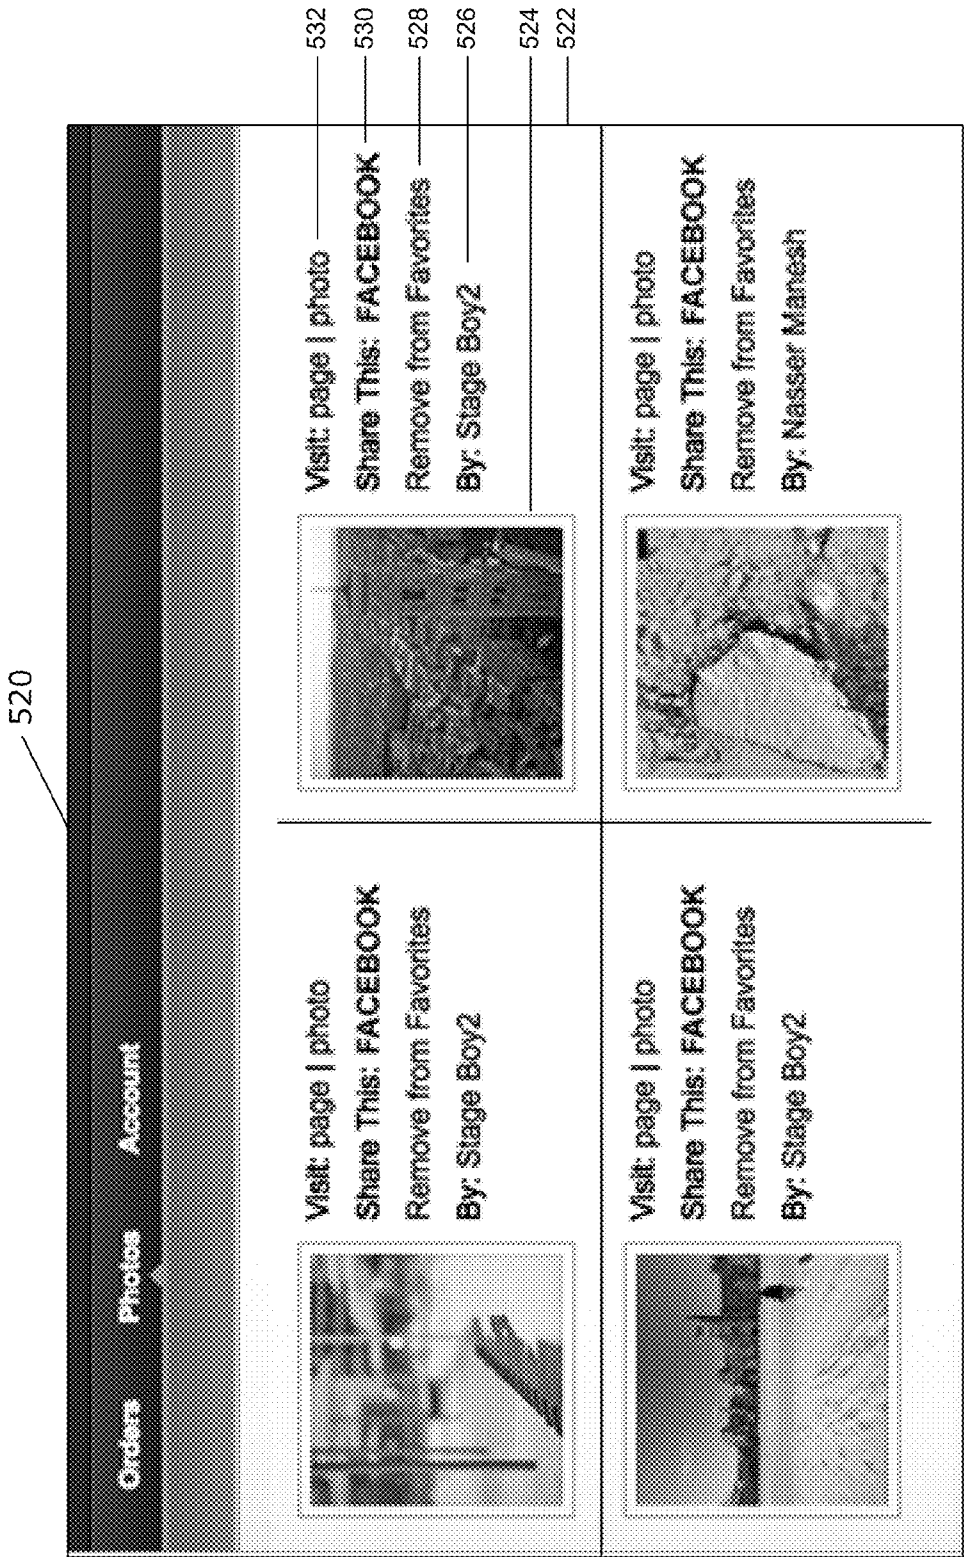 520
Orders Photos Account
Visit: page | photo
Share This: FACEBOOK
Remove from Favorites
By: Stage Boy2
Visit: page | photo
Share This: FACEBOOK
Remove from Favorites
By: Stage Boy2
532
530
528
526
524
522
Visit: page | photo
Share This: FACEBOOK
Remove from Favorites
By: Stage Boy2
Visit: page | photo
Share This: FACEBOOK
Remove from Favorites
By: Nasser Manesh